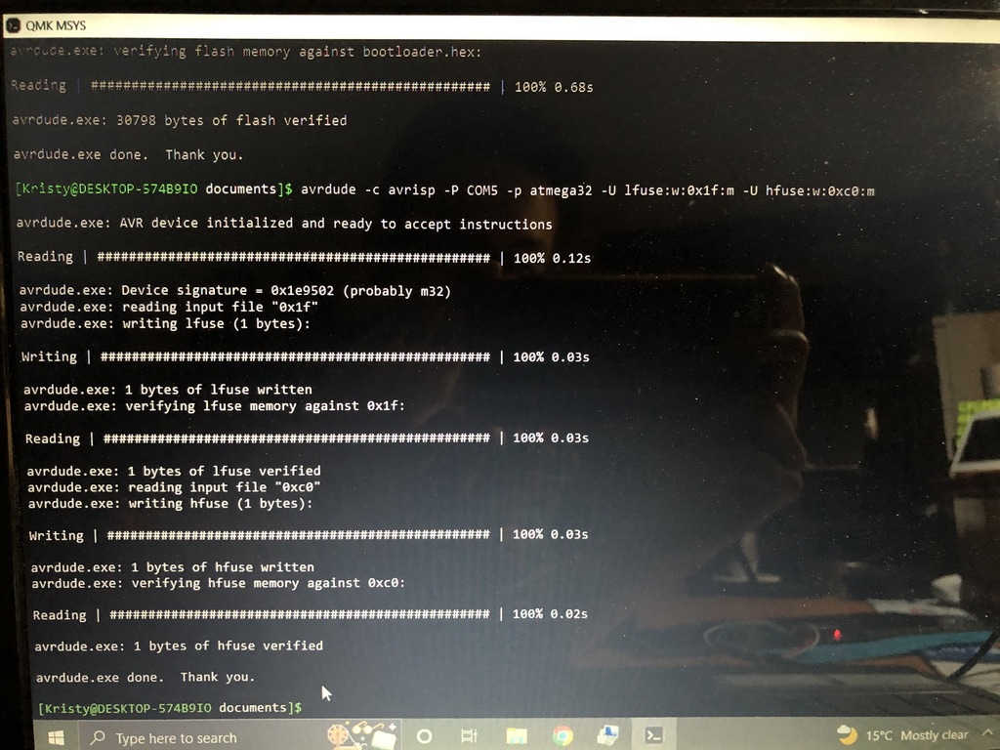 QMK MSYS
avrdude.exe: verifying flash memory against bootloader.hex:
Reading | ################################################## | 100% 0.68s
avrdude.exe: 30798 bytes of flash verified
avrdude.exe done.  Thank you.
[Kristy@DESKTOP-574B9IO documents]$ avrdude -c avrisp -P COM5 -p atmega32 -U lfuse:w:0x1f:m -U hfuse:w:0xc0:m
avrdude.exe: AVR device initialized and ready to accept instructions
Reading | ################################################## | 100% 0.12s
avrdude.exe: Device signature = 0x1e9502 (probably m32)
avrdude.exe: reading input file "0x1f"
avrdude.exe: writing lfuse (1 bytes):
Writing | ################################################## | 100% 0.03s
avrdude.exe: 1 bytes of lfuse written
avrdude.exe: verifying lfuse memory against 0x1f:
Reading | ################################################## | 100% 0.03s
avrdude.exe: 1 bytes of lfuse verified
avrdude.exe: reading input file "0xc0"
avrdude.exe: writing hfuse (1 bytes):
Writing | ################################################## | 100% 0.03s
avrdude.exe: 1 bytes of hfuse written
avrdude.exe: verifying hfuse memory against 0xc0:
Reading | ################################################## | 100% 0.02s
avrdude.exe: 1 bytes of hfuse verified
avrdude.exe done.  Thank you.
[Kristy@DESKTOP-574B9IO documents]$
Type here to search
15°C Mostly clear